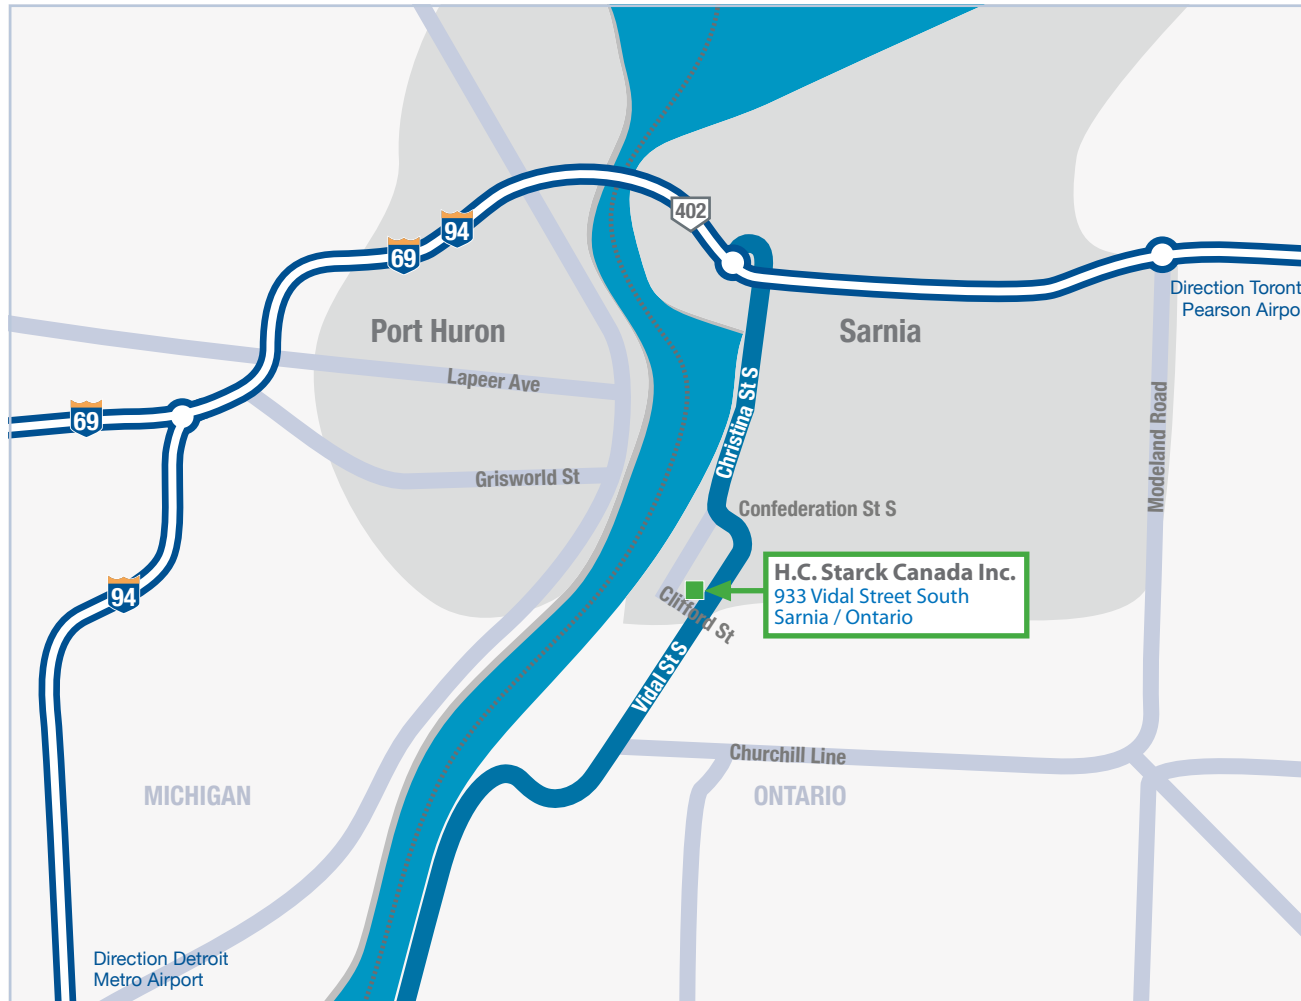 402
94
69
Direction Toront
Pearson Airpo
Port Huron
Sarnia
Lapeer Ave
Christina St S
Modeland Road
69
Grisworld St
Confederation St S
H.C. Starck Canada Inc.
933 Vidal Street South
Sarnia / Ontario
94
Clifford St
Vidal St S
Churchill Line
MICHIGAN
ONTARIO
Direction Detroit
Metro Airport